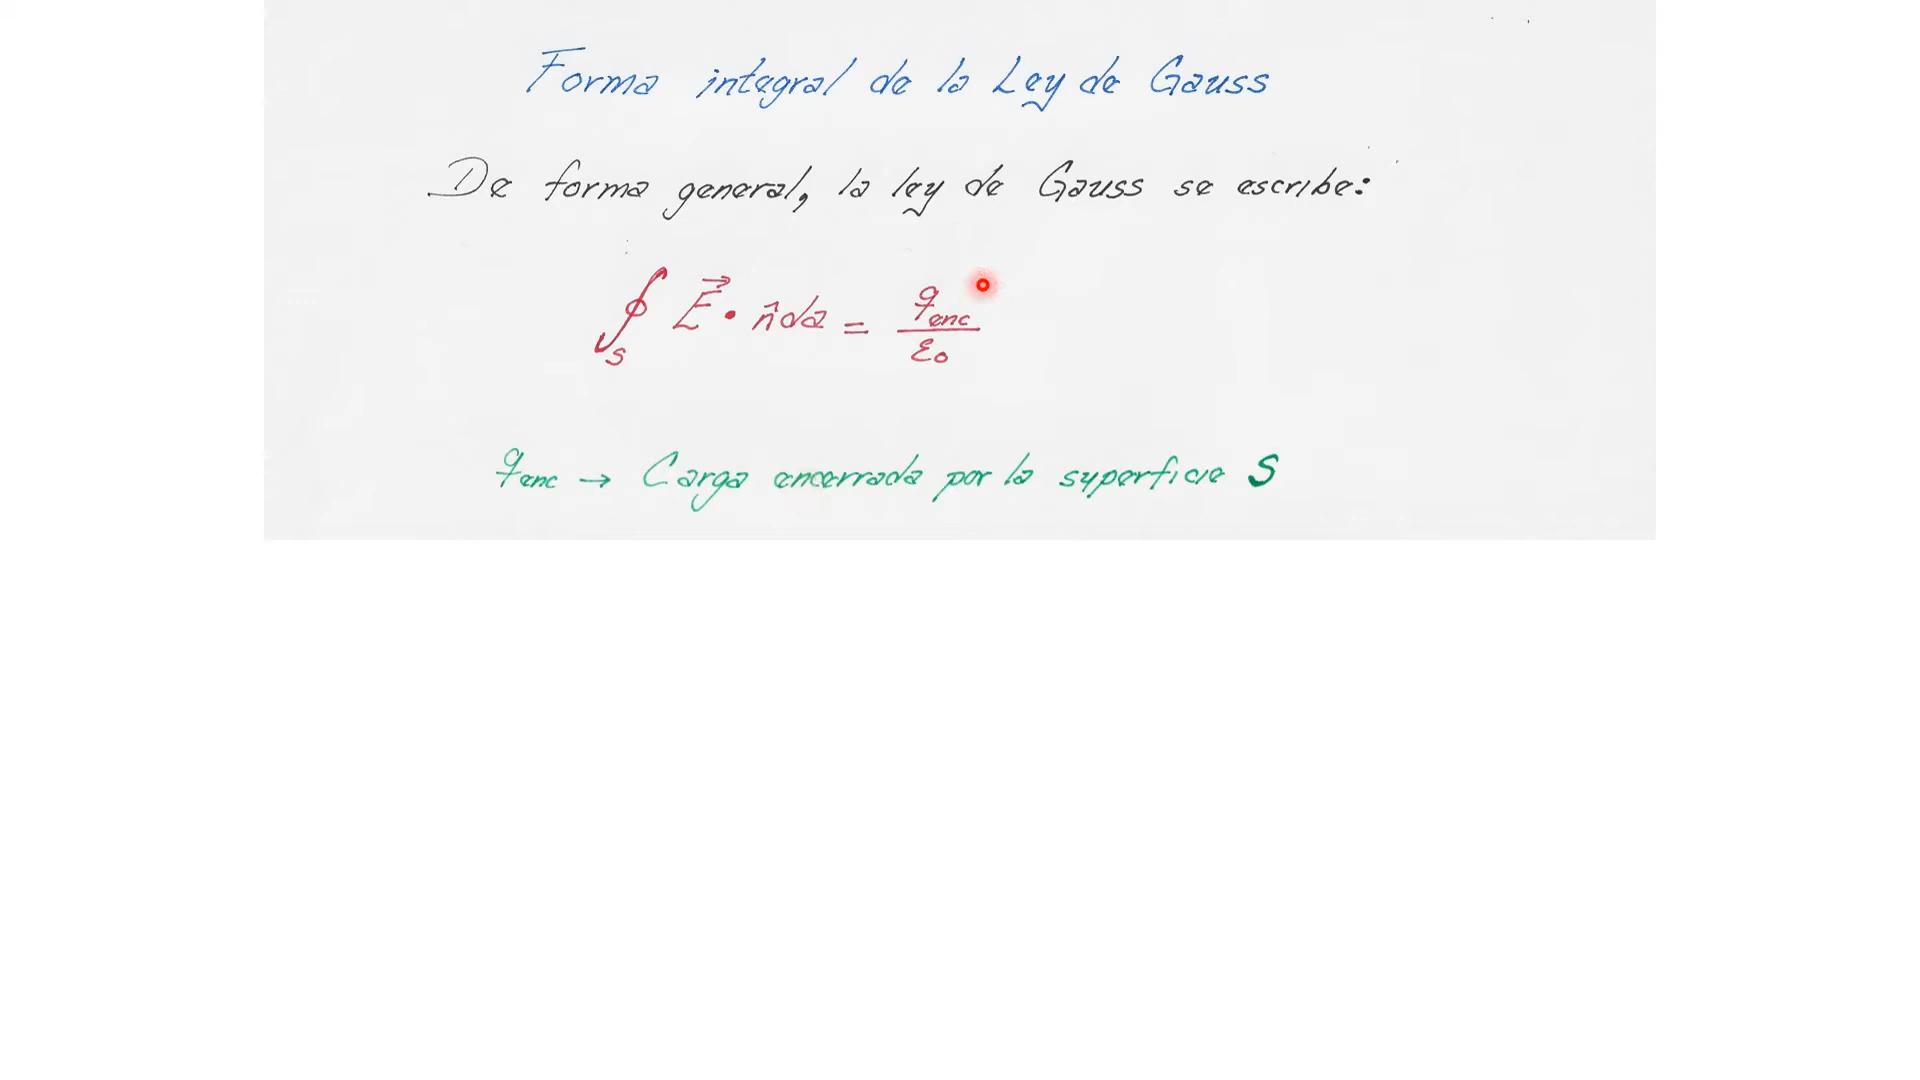 Forma integral de la Ley de Gauss
De forma general, la ley de Gauss se escribe:
∮_S E⃗ • n̂ da = q_enc / ε₀
q_enc → Carga encerrada por la superficie S